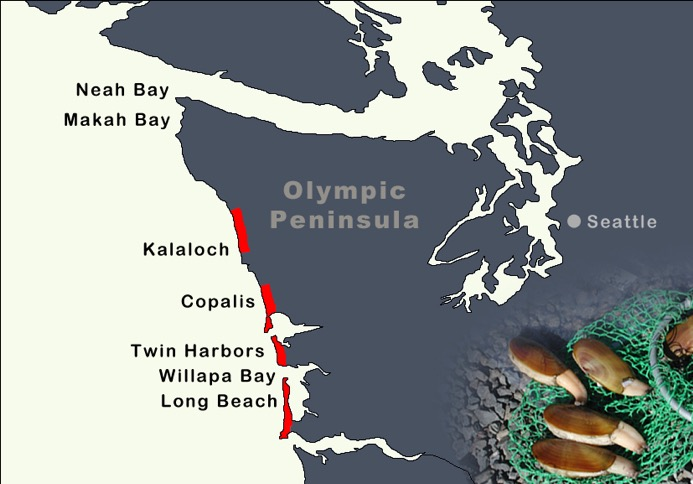 Neah Bay
Makah Bay
Olympic
Peninsula
Seattle
Kalaloch
Copalis
Twin Harbors
Willapa Bay
Long Beach